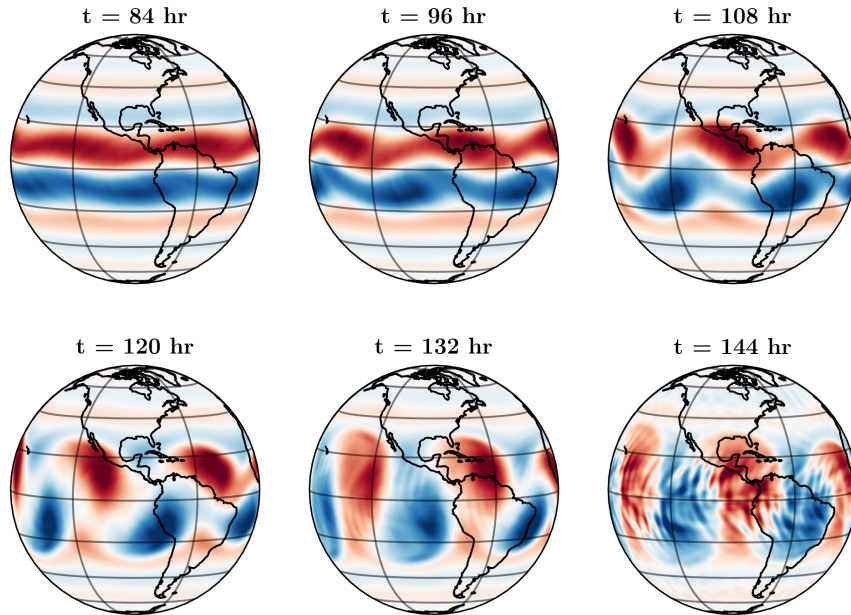 t = 84 hr
t = 96 hr
t = 108 hr
t = 120 hr
t = 132 hr
t = 144 hr